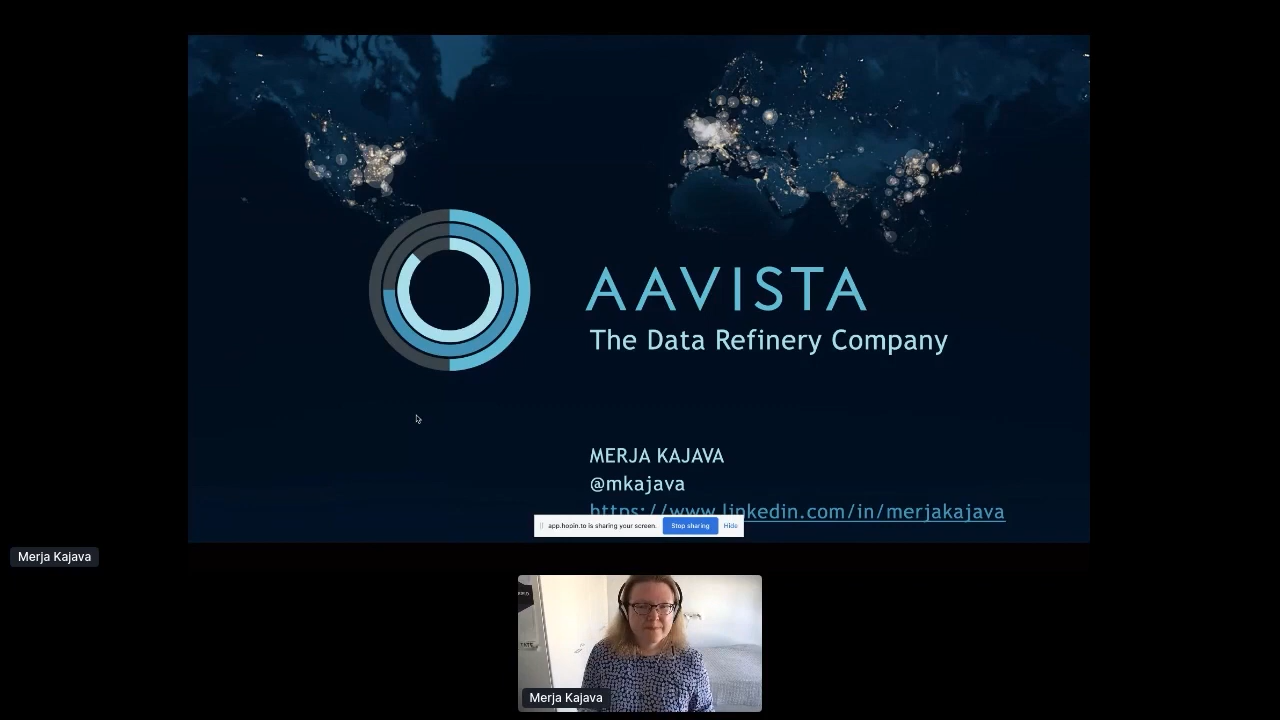 AAVISTA
The Data Refinery Company
MERJA KAJAVA
@mkajava
https://www.linkedin.com/in/merjakajava
app.hopin.to is sharing your screen. Stop sharing Hide
Merja Kajava
Merja Kajava